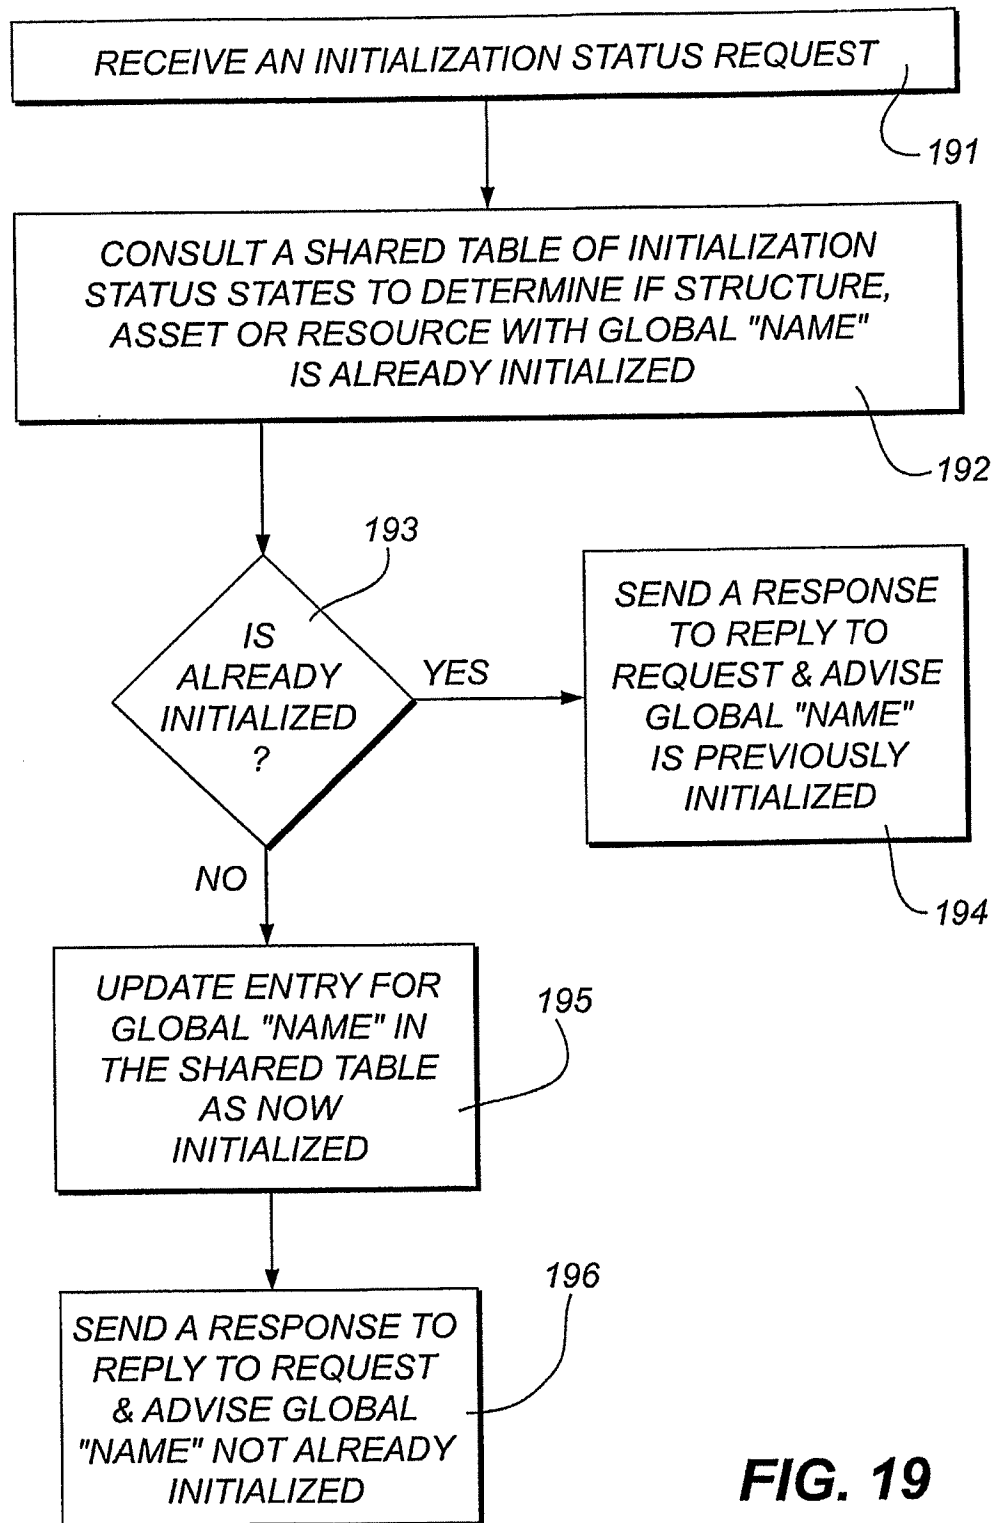 RECEIVE AN INITIALIZATION STATUS REQUEST
191
CONSULT A SHARED TABLE OF INITIALIZATION
STATUS STATES TO DETERMINE IF STRUCTURE,
ASSET OR RESOURCE WITH GLOBAL "NAME"
IS ALREADY INITIALIZED
192
193
IS
ALREADY
INITIALIZED
?
YES
SEND A RESPONSE
TO REPLY TO
REQUEST & ADVISE
GLOBAL "NAME"
IS PREVIOUSLY
INITIALIZED
194
NO
UPDATE ENTRY FOR
GLOBAL "NAME" IN
THE SHARED TABLE
AS NOW
INITIALIZED
195
196
SEND A RESPONSE TO
REPLY TO REQUEST
& ADVISE GLOBAL
"NAME" NOT ALREADY
INITIALIZED
FIG. 19